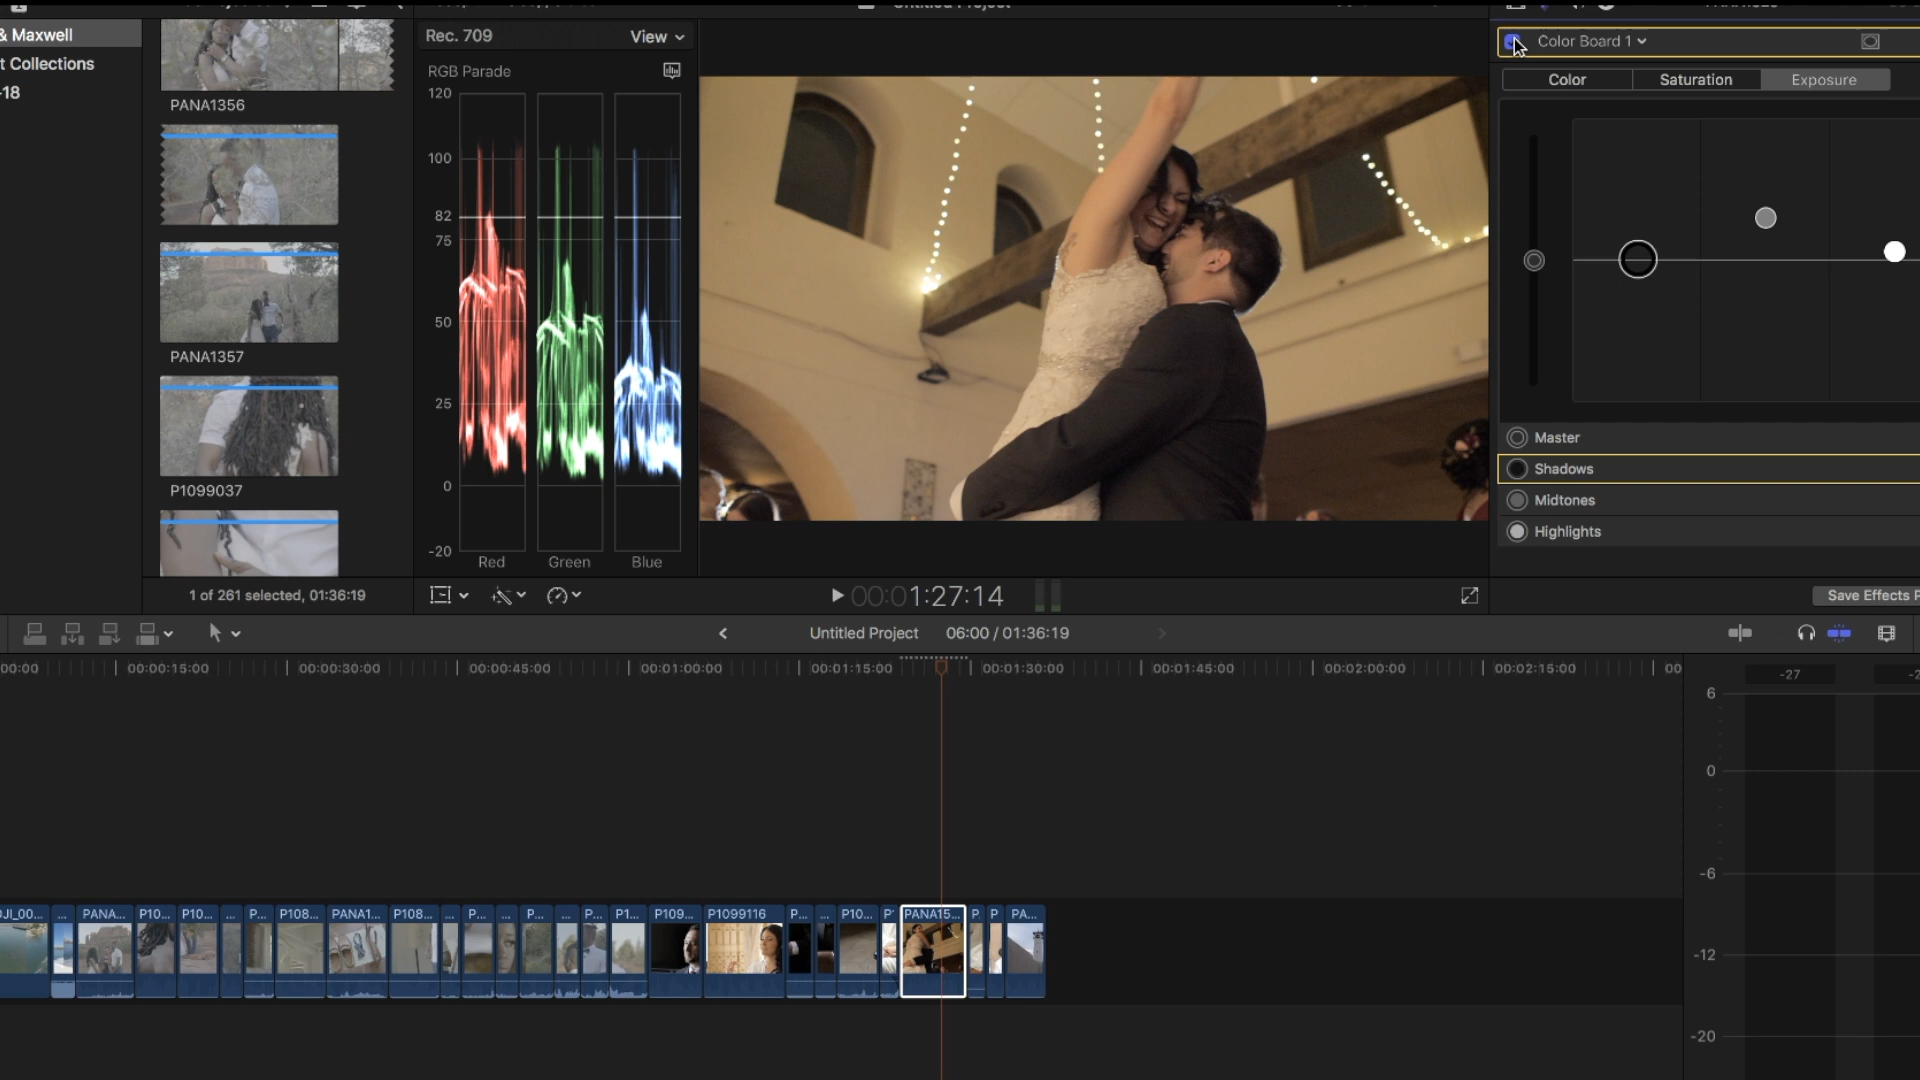 Untitled Project
& Maxwell
t Collections
-18
PANA1356
PANA1357
P1099037
1 of 261 selected, 01:36:19
Rec. 709
View
RGB Parade
120
100
82
75
50
25
0
-20
Red
Green
Blue
00:01:27:14
Color Board 1
Color
Saturation
Exposure
Master
Shadows
Midtones
Highlights
Save Effects P
Untitled Project
06:00 / 01:36:19
00:00
00:00:15:00
00:00:30:00
00:00:45:00
00:01:00:00
00:01:15:00
00:01:30:00
00:01:45:00
00:02:00:00
00:02:15:00
00
-27
-2
6
0
-6
-12
-20
JI_00...
...
PANA...
P10...
P10...
...
P...
P108...
PANA1...
P108...
...
P...
...
P...
...
P...
P1...
P109...
P1099116
P...
...
P10...
P
PANA15...
P
P
PA...